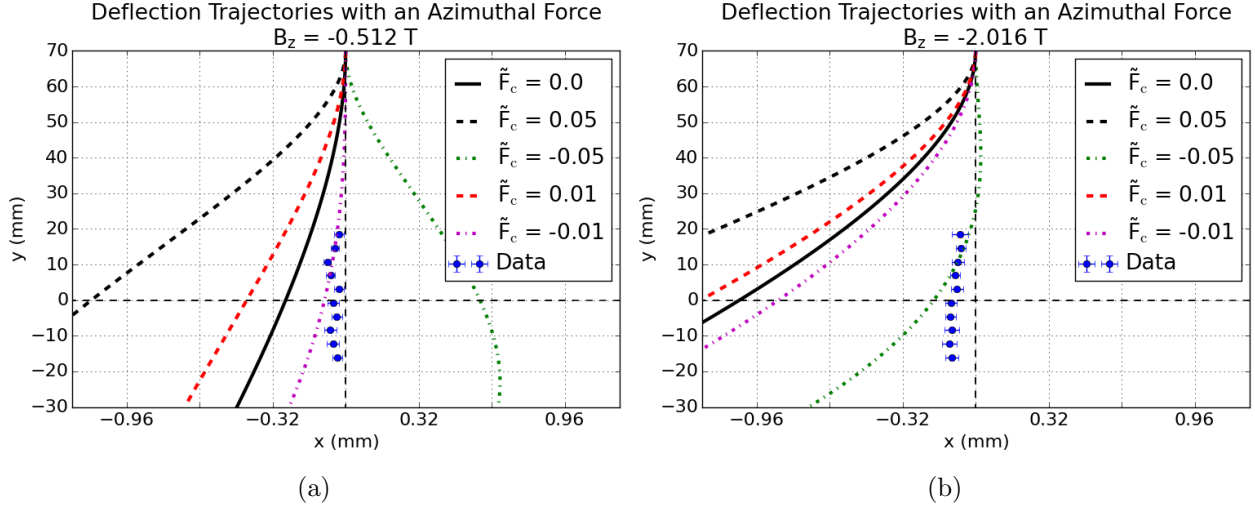 Deflection Trajectories with an Azimuthal Force
B_z = -0.512 T
70
60
50
40
30
20
10
0
−10
−20
−30
y (mm)
−0.96
−0.32
0.32
0.96
x (mm)
F̃_c = 0.0
F̃_c = 0.05
F̃_c = -0.05
F̃_c = 0.01
F̃_c = -0.01
Data
(a)
Deflection Trajectories with an Azimuthal Force
B_z = -2.016 T
70
60
50
40
30
20
10
0
−10
−20
−30
y (mm)
−0.96
−0.32
0.32
0.96
x (mm)
F̃_c = 0.0
F̃_c = 0.05
F̃_c = -0.05
F̃_c = 0.01
F̃_c = -0.01
Data
(b)